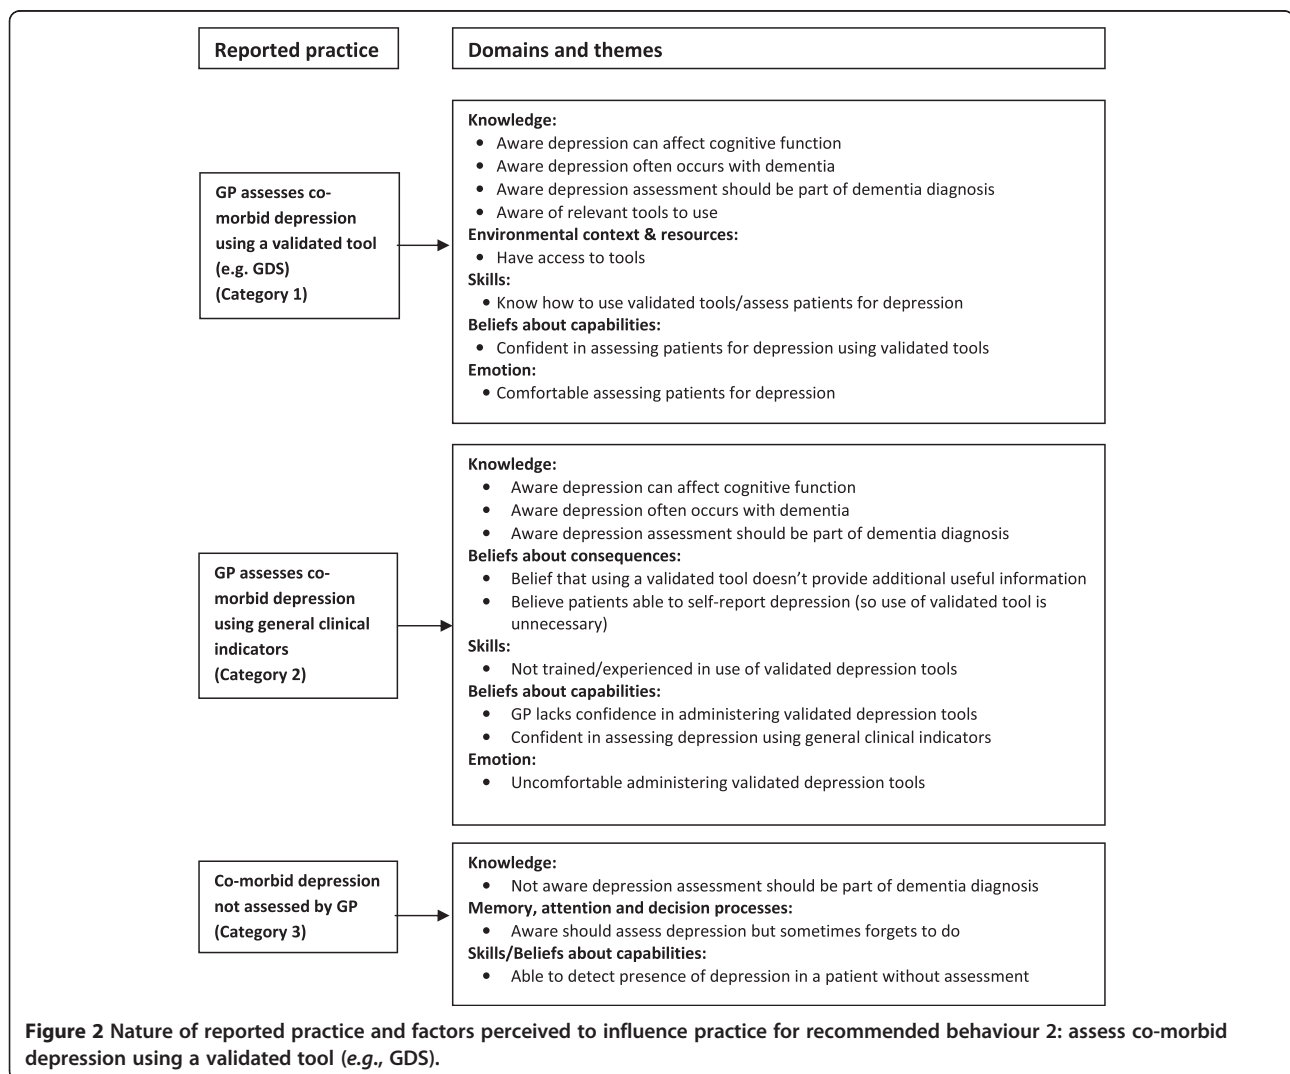 Reported practice
Domains and themes
GP assesses co-
morbid depression
using a validated tool
(e.g. GDS)
(Category 1)
Knowledge:
• Aware depression can affect cognitive function
• Aware depression often occurs with dementia
• Aware depression assessment should be part of dementia diagnosis
• Aware of relevant tools to use
Environmental context & resources:
• Have access to tools
Skills:
• Know how to use validated tools/assess patients for depression
Beliefs about capabilities:
• Confident in assessing patients for depression using validated tools
Emotion:
• Comfortable assessing patients for depression
GP assesses co-
morbid depression
using general clinical
indicators
(Category 2)
Knowledge:
• Aware depression can affect cognitive function
• Aware depression often occurs with dementia
• Aware depression assessment should be part of dementia diagnosis
Beliefs about consequences:
• Belief that using a validated tool doesn’t provide additional useful information
• Believe patients able to self-report depression (so use of validated tool is
unnecessary)
Skills:
• Not trained/experienced in use of validated depression tools
Beliefs about capabilities:
• GP lacks confidence in administering validated depression tools
• Confident in assessing depression using general clinical indicators
Emotion:
• Uncomfortable administering validated depression tools
Co-morbid depression
not assessed by GP
(Category 3)
Knowledge:
• Not aware depression assessment should be part of dementia diagnosis
Memory, attention and decision processes:
• Aware should assess depression but sometimes forgets to do
Skills/Beliefs about capabilities:
• Able to detect presence of depression in a patient without assessment
Figure 2 Nature of reported practice and factors perceived to influence practice for recommended behaviour 2: assess co-morbid
depression using a validated tool (e.g., GDS).